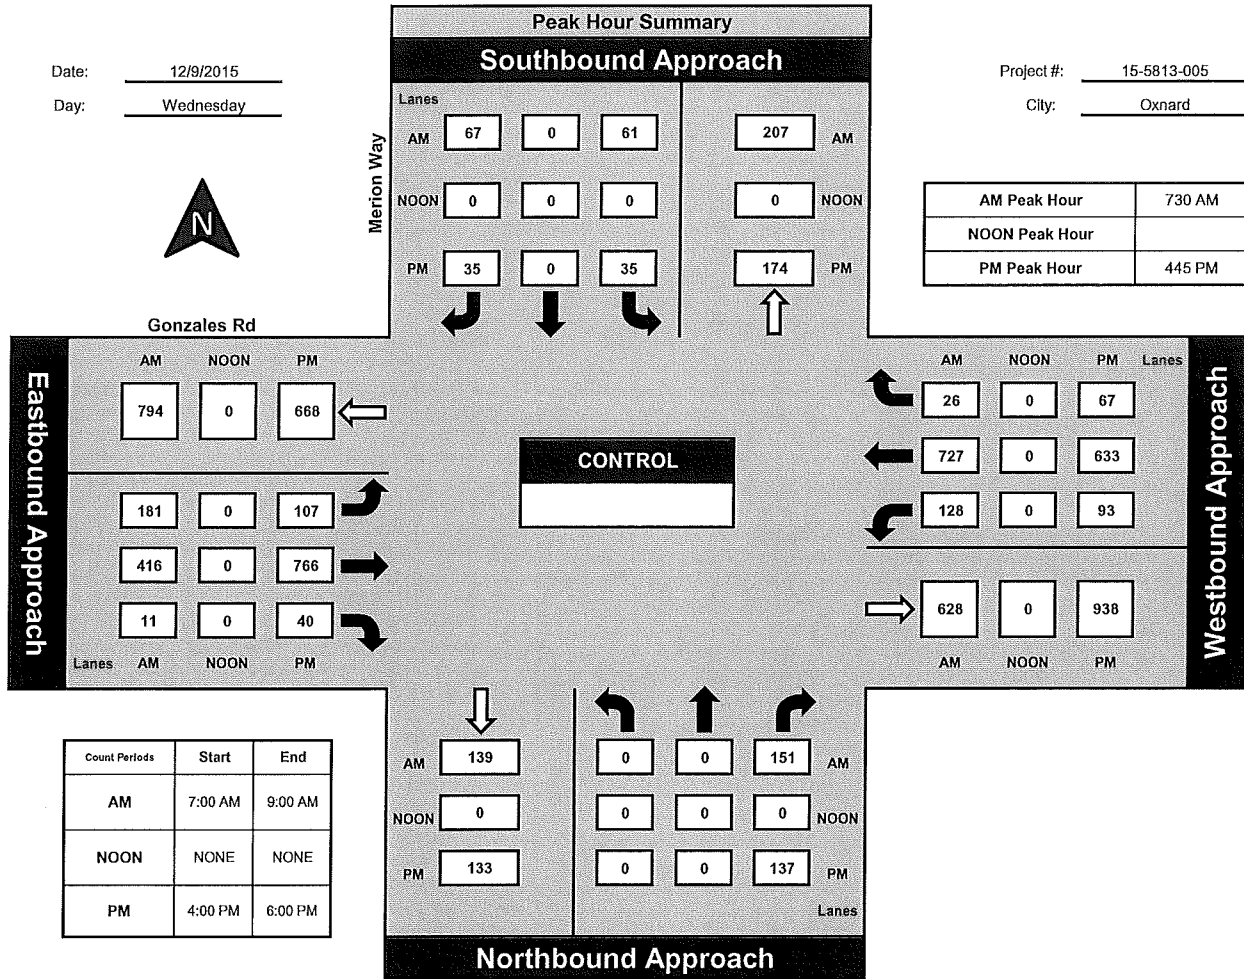 Peak Hour Summary
Southbound Approach
Date: 12/9/2015
Day: Wednesday
Project #: 15-5813-005
City: Oxnard
N
Merion Way
Lanes
AM 67 0 61 207 AM
NOON 0 0 0 0 NOON
PM 35 0 35 174 PM
AM Peak Hour 730 AM
NOON Peak Hour
PM Peak Hour 445 PM
Gonzales Rd
Eastbound Approach
AM NOON PM
794 0 668
181 0 107
416 0 766
11 0 40
Lanes AM NOON PM
CONTROL
AM NOON PM Lanes
26 0 67
727 0 633
128 0 93
628 0 938
AM NOON PM
Westbound Approach
Count Periods Start End
AM 7:00 AM 9:00 AM
NOON NONE NONE
PM 4:00 PM 6:00 PM
AM 139 0 0 151 AM
NOON 0 0 0 0 NOON
PM 133 0 0 137 PM
Lanes
Northbound Approach